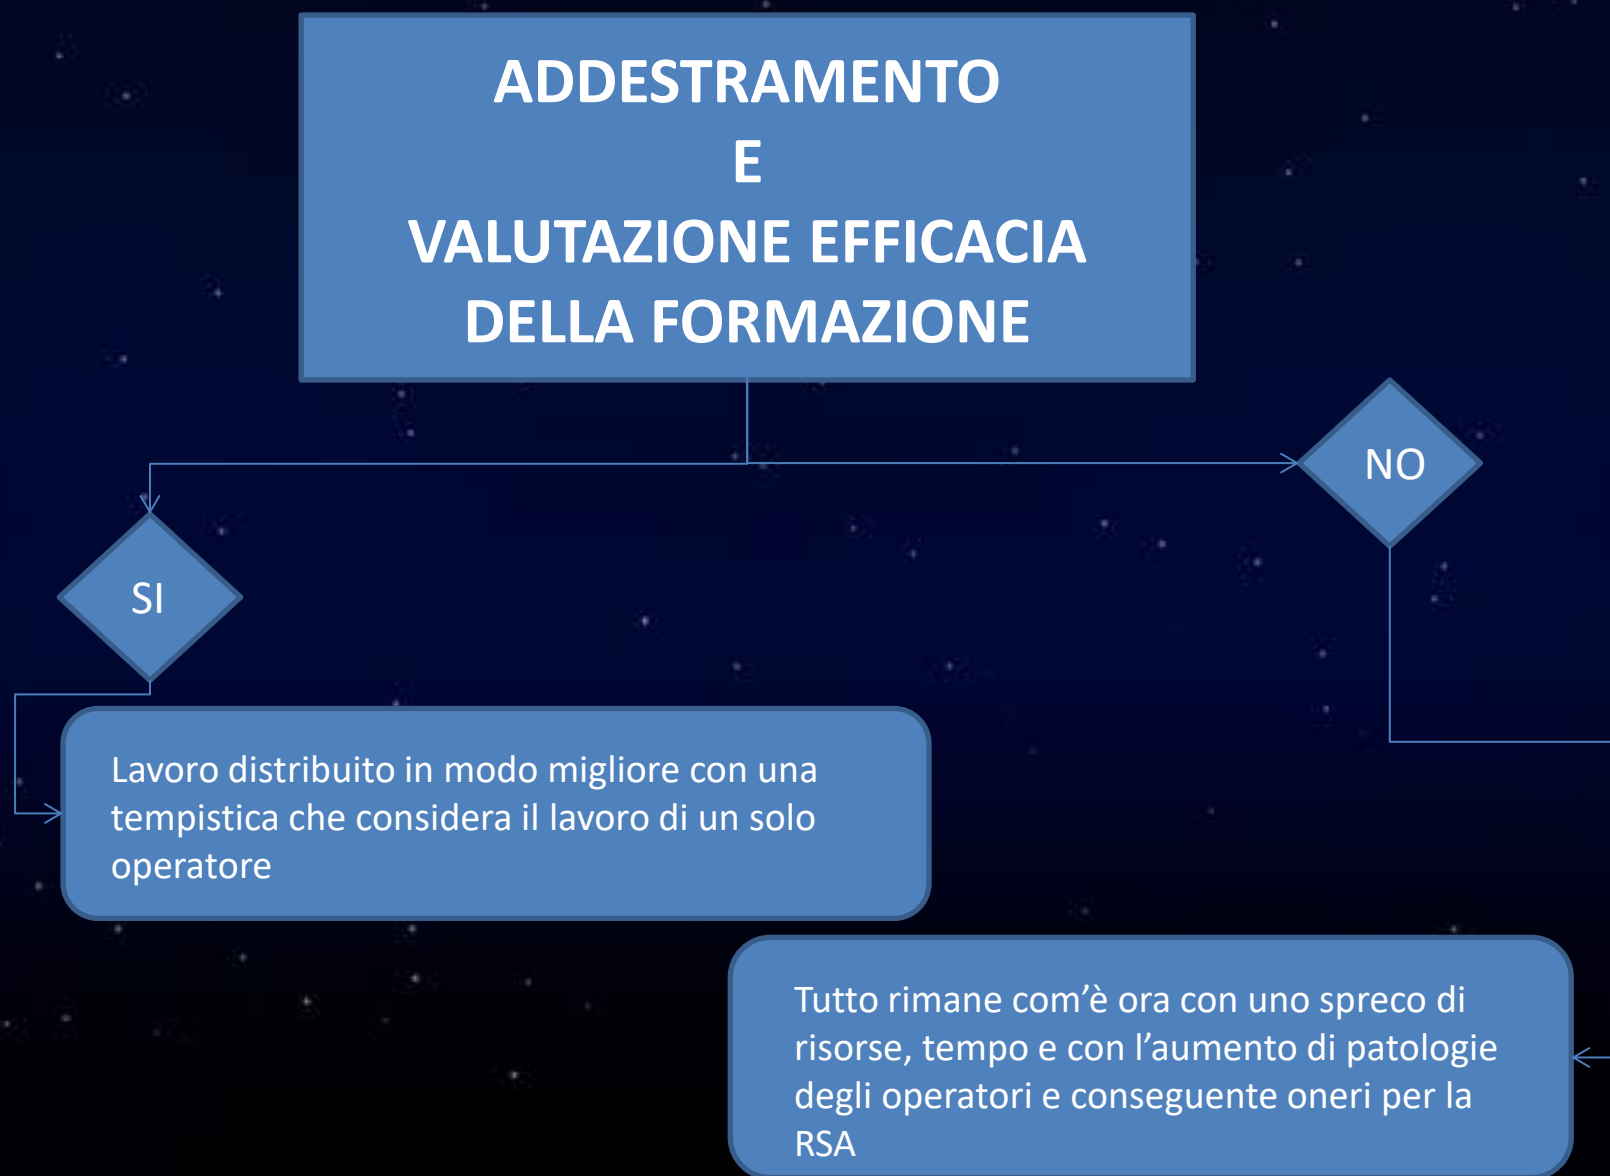 ADDESTRAMENTO
E
VALUTAZIONE EFFICACIA
DELLA FORMAZIONE
NO
SI
Lavoro distribuito in modo migliore con una
tempistica che considera il lavoro di un solo
operatore
Tutto rimane com’è ora con uno spreco di
risorse, tempo e con l’aumento di patologie
degli operatori e conseguente oneri per la
RSA